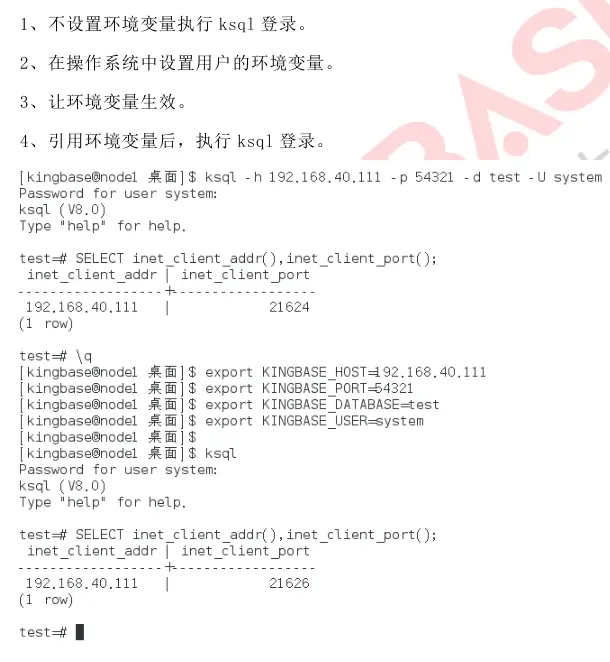 1、不设置环境变量执行 ksql 登录。
2、在操作系统中设置用户的环境变量。
3、让环境变量生效。
4、引用环境变量后，执行 ksql 登录。
[kingbase@node1 桌面]$ ksql -h 192.168.40.111 -p 54321 -d test -U system
Password for user system:
ksql (V8.0)
Type "help" for help.
test=# SELECT inet_client_addr(),inet_client_port();
inet_client_addr | inet_client_port
------------------+------------------
192.168.40.111 | 21624
(1 row)
test=# \q
[kingbase@node1 桌面]$ export KINGBASE_HOST=192.168.40.111
[kingbase@node1 桌面]$ export KINGBASE_PORT=54321
[kingbase@node1 桌面]$ export KINGBASE_DATABASE=test
[kingbase@node1 桌面]$ export KINGBASE_USER=system
[kingbase@node1 桌面]$
[kingbase@node1 桌面]$ ksql
Password for user system:
ksql (V8.0)
Type "help" for help.
test=# SELECT inet_client_addr(),inet_client_port();
inet_client_addr | inet_client_port
------------------+------------------
192.168.40.111 | 21626
(1 row)
test=#